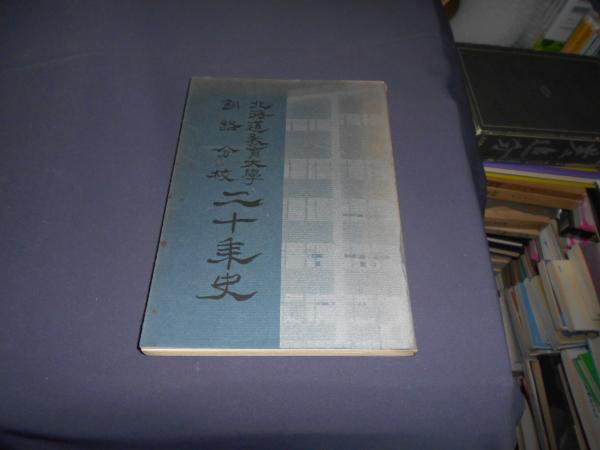 北海道教育大學
釧路分校
二十年史